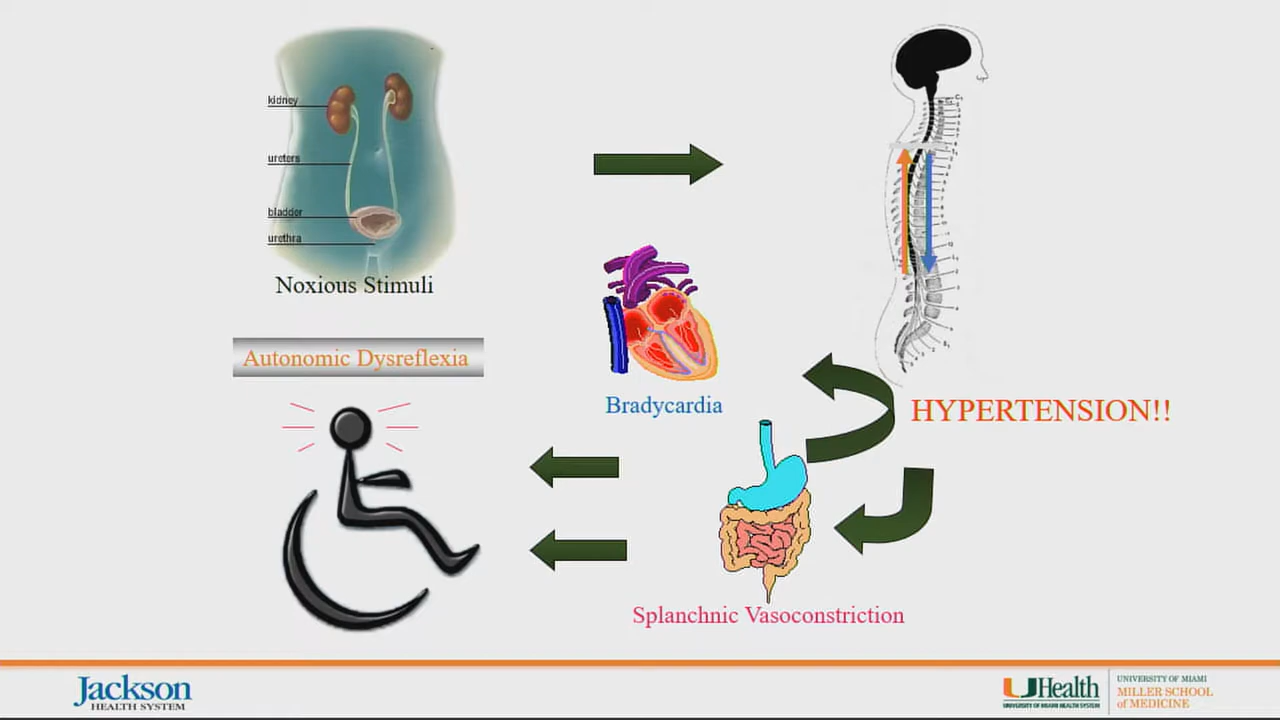 kidney
ureters
bladder
urethra
Noxious Stimuli
Autonomic Dysreflexia
Bradycardia
HYPERTENSION!!
Splanchnic Vasoconstriction
Jackson
HEALTH SYSTEM
UHealth
UNIVERSITY OF MIAMI HEALTH SYSTEM
UNIVERSITY OF MIAMI
MILLER SCHOOL
of MEDICINE